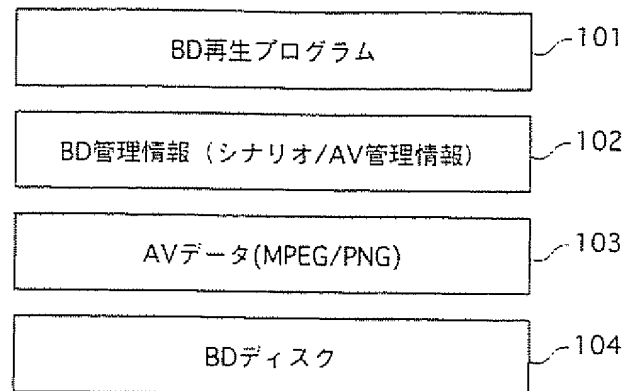 BD再生プログラム 101
BD管理情報（シナリオ/AV管理情報） 102
AVデータ(MPEG/PNG) 103
BDディスク 104